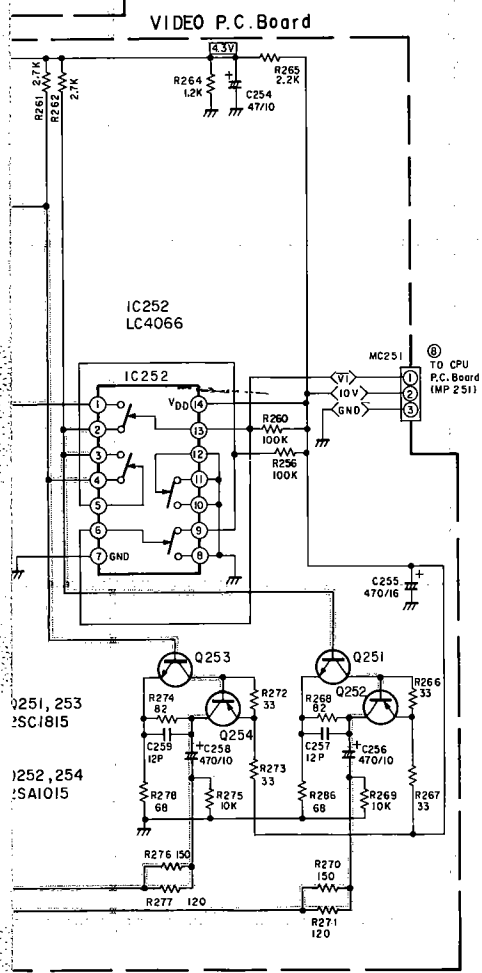 VIDEO P.C. Board
4.3V
R261
2.7K
R262
2.7K
R264
1.2K
C254
47/10
R265
2.2K
IC252
LC4066
IC252
1
2
3
4
5
6
7 GND
VDD 14
13
12
11
10
9
8
R260
100K
R256
100K
V1
10V
GND
MC251
1
2
3
8
TO CPU
P.C. Board
(MP 251)
C255
470/16
Q253
Q251
R274
82
Q254
R272
33
C259
12P
C258
470/10
R273
33
R278
68
R275
10K
R268
82
Q252
R266
33
C257
12P
C256
470/10
R286
68
R269
10K
R267
33
Q251, 253
2SC1815
Q252, 254
2SA1015
R276 150
R277 120
R270
150
R271
120